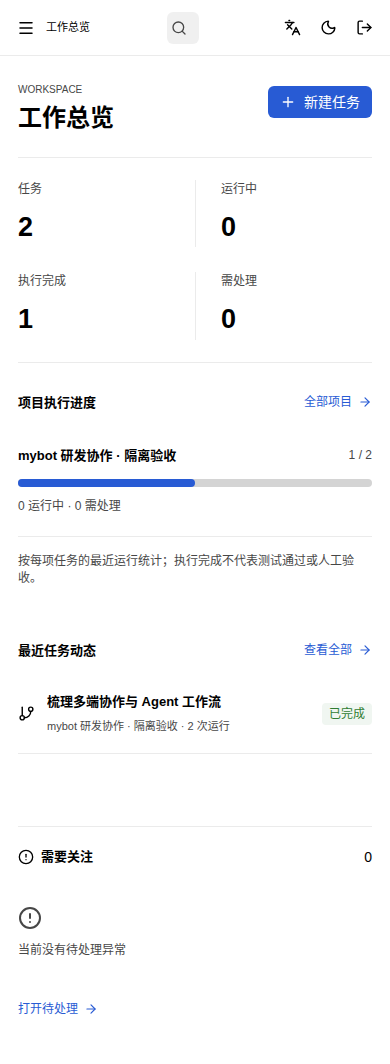 工作总览
WORKSPACE
工作总览
新建任务
任务
运行中
2
0
执行完成
需处理
1
0
项目执行进度
全部项目
mybot 研发协作 · 隔离验收
1 / 2
0 运行中 · 0 需处理
按每项任务的最近运行统计；执行完成不代表测试通过或人工验
收。
最近任务动态
查看全部
梳理多端协作与 Agent 工作流
mybot 研发协作 · 隔离验收 · 2 次运行
已完成
需要关注
0
当前没有待处理异常
打开待处理